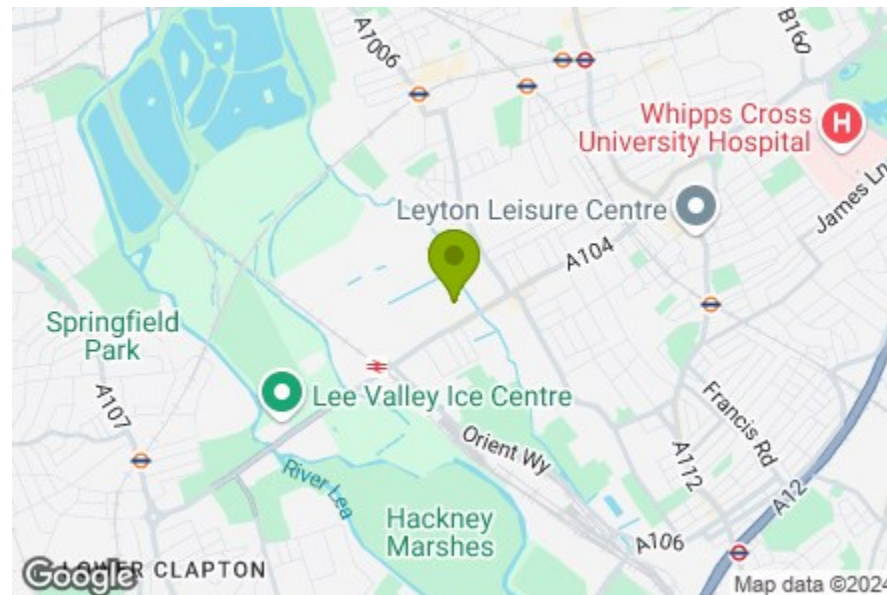 A7006
B160
Whipps Cross
University Hospital
H
James Ln
Leyton Leisure Centre
A104
Springfield
Park
A107
Lee Valley Ice Centre
Francis Rd
Orient Wy
A112
River Lea
A12
Hackney
Marshes
A106
LOWER CLAPTON
Google
Map data ©2024